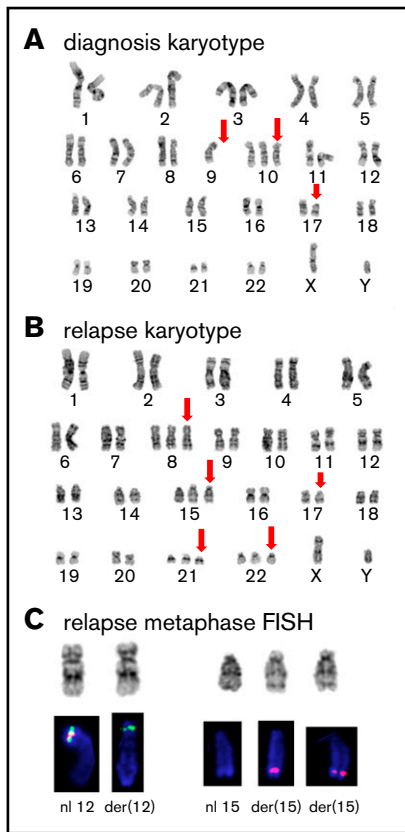 A diagnosis karyotype
1 2 3 4 5
6 7 8 9 10 11 12
13 14 15 16 17 18
19 20 21 22 X Y
B relapse karyotype
1 2 3 4 5
6 7 8 9 10 11 12
13 14 15 16 17 18
19 20 21 22 X Y
C relapse metaphase FISH
nl 12 der(12) nl 15 der(15) der(15)